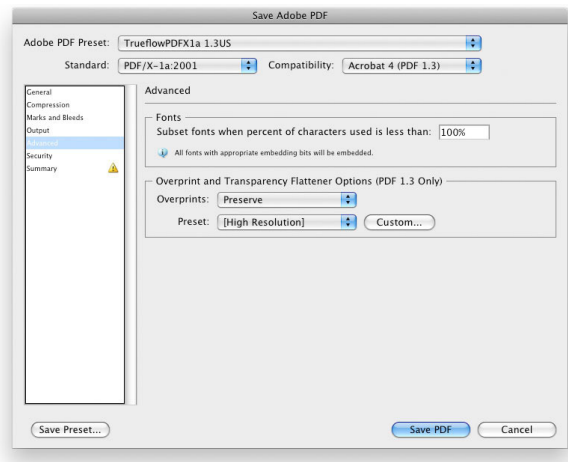 Save Adobe PDF
Adobe PDF Preset: TrueflowPDFX1a 1.3US
Standard: PDF/X-1a:2001 Compatibility: Acrobat 4 (PDF 1.3)
General
Compression
Marks and Bleeds
Output
Advanced
Security
Summary
Advanced
Fonts
Subset fonts when percent of characters used is less than: 100%
All fonts with appropriate embedding bits will be embedded.
Overprint and Transparency Flattener Options (PDF 1.3 Only)
Overprints: Preserve
Preset: [High Resolution] Custom...
Save Preset... Save PDF Cancel